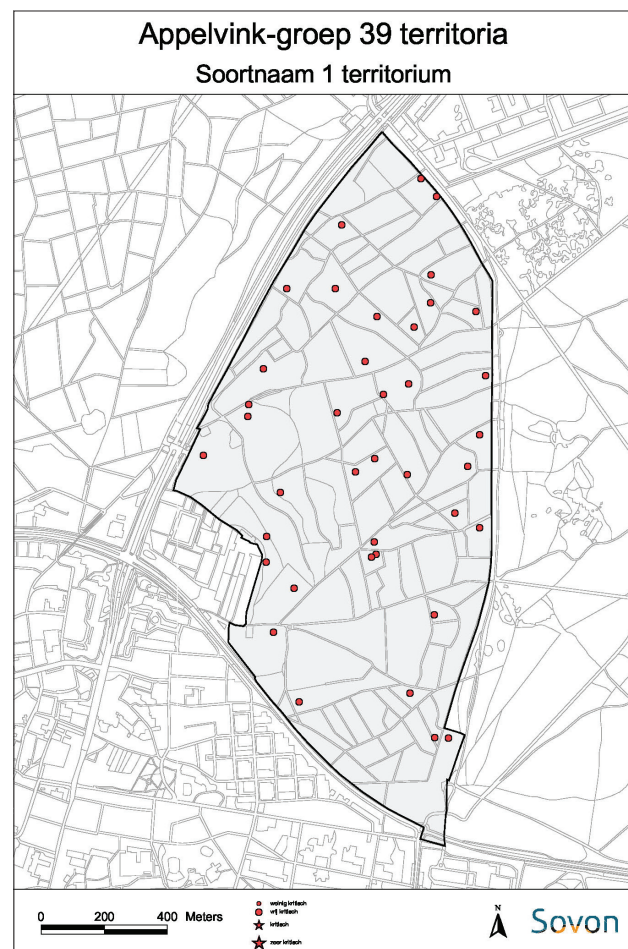 Appelvink-groep 39 territoria
Soortnaam 1 territorium
0 200 400 Meters
weinig kritisch
vrij kritisch
kritisch
zeer kritisch
N
Sovon